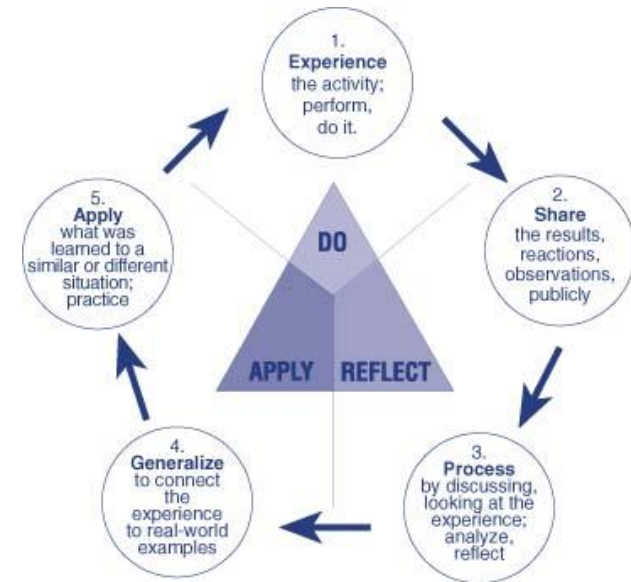 1.
Experience
the activity;
perform,
do it.
2.
Share
the results,
reactions,
observations,
publicly
3.
Process
by discussing,
looking at the
experience;
analyze,
reflect
4.
Generalize
to connect
the
experience
to real-world
examples
5.
Apply
what was
learned to a
similar or different
situation;
practice
DO
APPLY
REFLECT